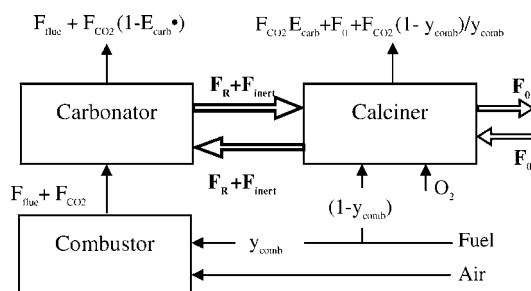 F_flue + F_CO2 (1-E_carb•)
F_CO2 E_carb + F_0 + F_CO2 (1- y_comb)/y_comb
Carbonator
F_R+F_inert
Calciner
F_0
F_R+F_inert
F_0
F_flue + F_CO2
O_2
(1-y_comb)
Combustor
y_comb
Fuel
Air